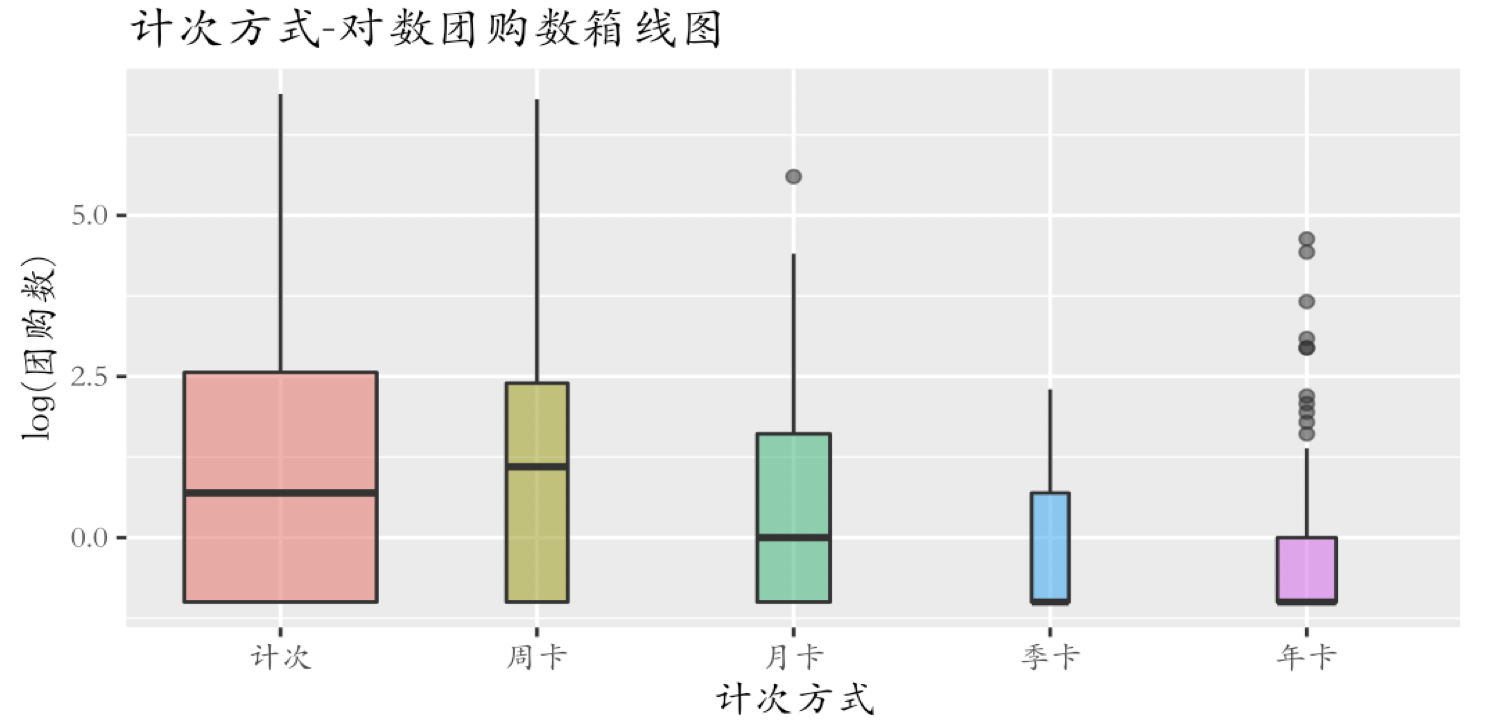 计次方式-对数团购数箱线图
log(团购数)
5.0
2.5
0.0
计次 周卡 月卡 季卡 年卡
计次方式